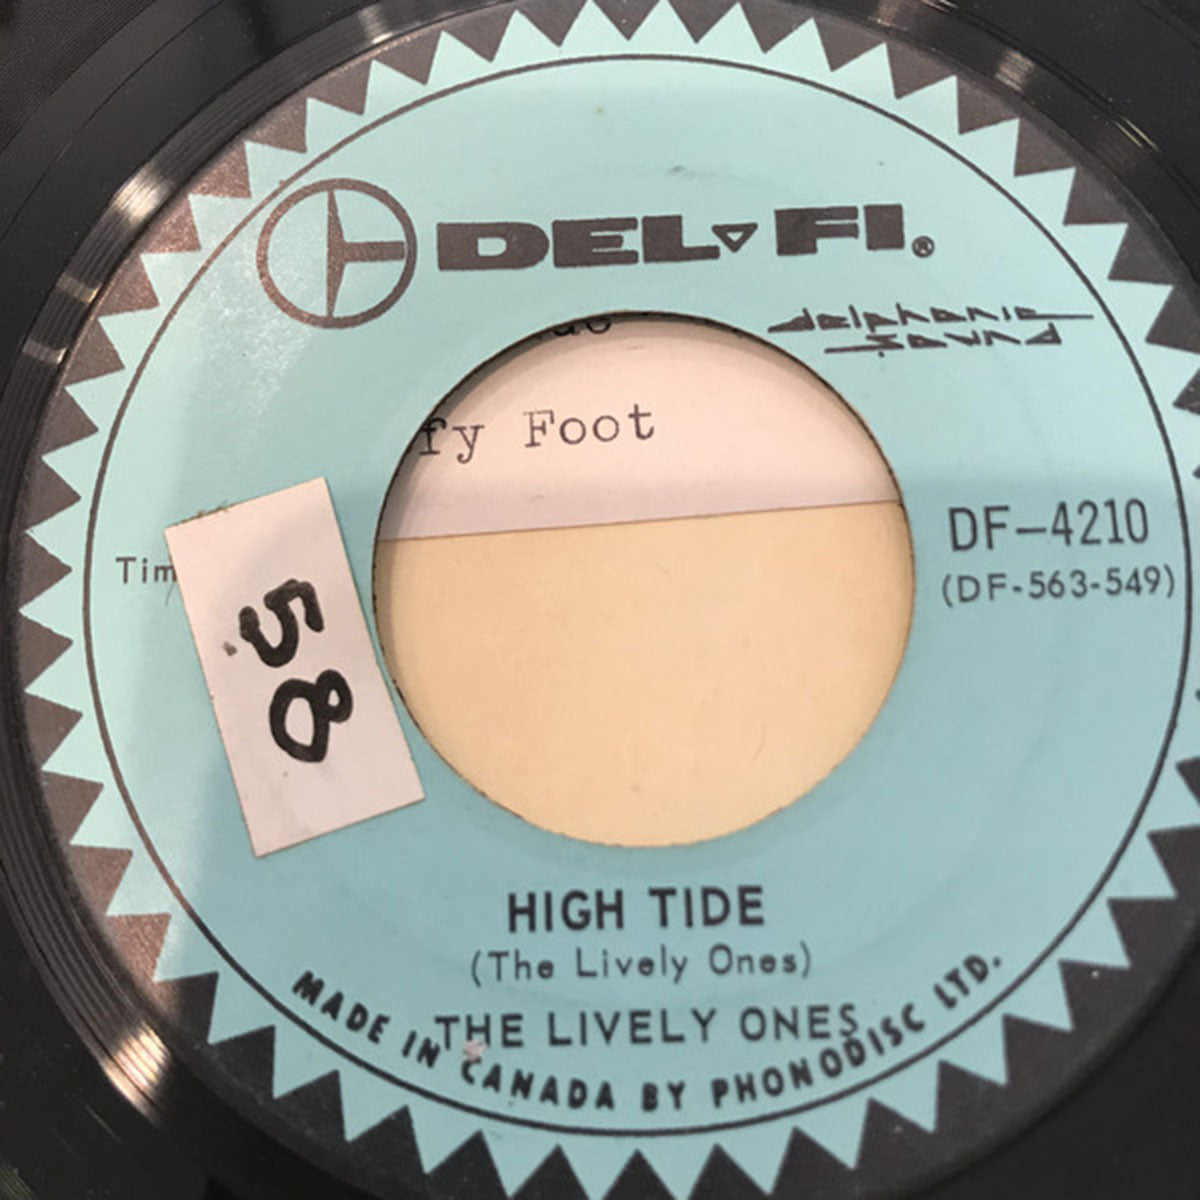 DEL-FI®
delphonic
sound
fy Foot
DF-4210
(DF-563-549)
Tim
58
HIGH TIDE
(The Lively Ones)
THE LIVELY ONES
MADE IN CANADA BY PHONODISC LTD.